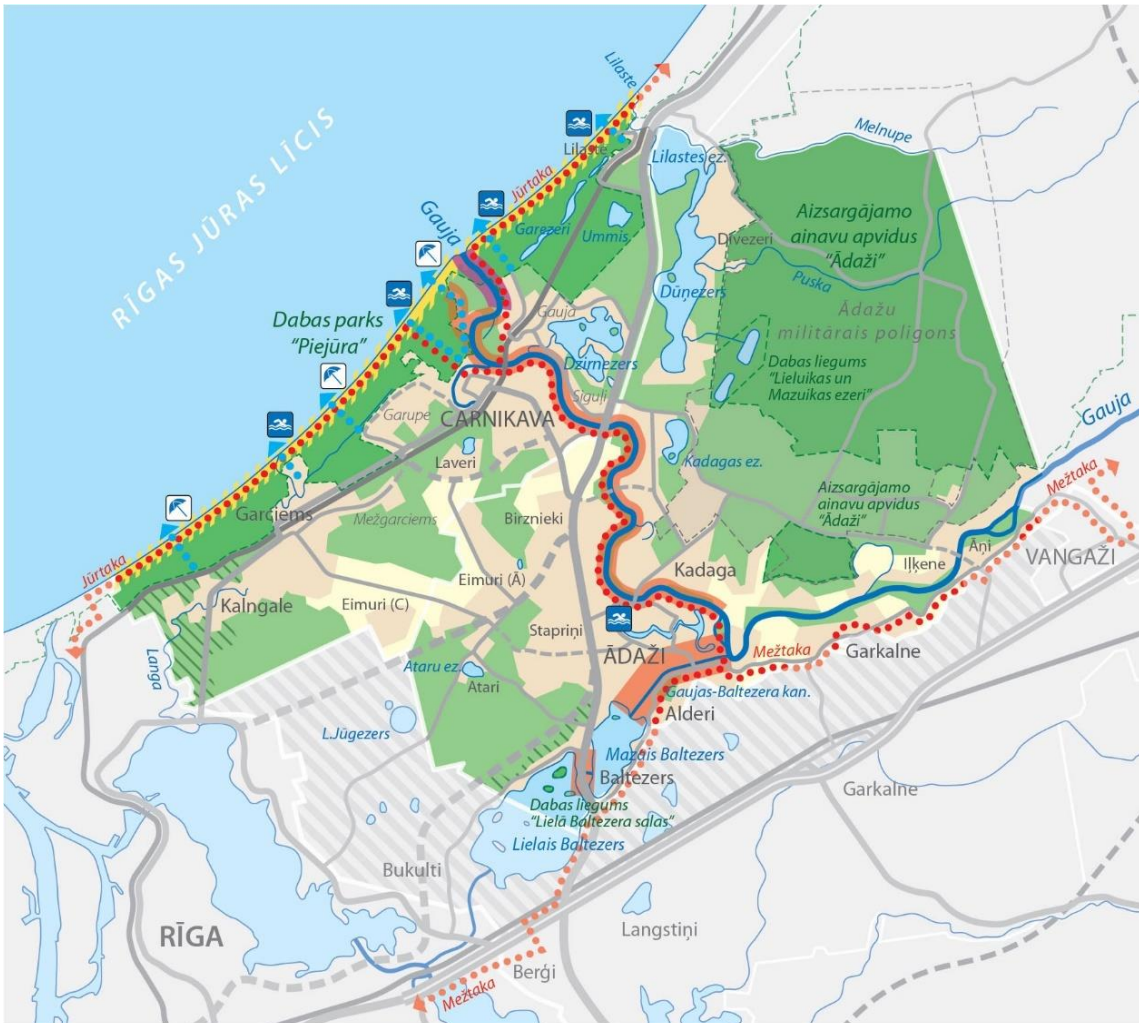 Lilaste
RĪGAS JŪRAS LĪCIS
Melnupe
Lilaste
Lilastes ez.
Jūrtaka
Gauja
Garezeri
Ummis
Dīvezeri
Aizsargājamo
ainavu apvidus
"Ādaži"
Puska
Dūņezers
Ādažu
militārais poligons
Dabas parks
"Piejūra"
Gauja
Dzirnezers
Dabas liegums
"Lieluikas un
Mazuikas ezeri"
Siguļi
Garupe
CARNIKAVA
Gauja
Laveri
Kadagas ez.
Mežtaka
Garciems
Mežgarciems
Birznieki
Aizsargājamo
ainavu apvidus
"Ādaži"
Āņi
VANGAŽI
Iļķene
Jūrtaka
Kalngale
Eimuri (Ā)
Eimuri (C)
Kadaga
Stapriņi
ĀDAŽI
Mežtaka
Garkalne
Langa
Ataru ez.
Atari
Gaujas-Baltezera kan.
Alderi
L.Jūgezers
Mazais Baltezers
Baltezers
Garkalne
Dabas liegums
"Lielā Baltezera salas"
Lielais Baltezers
Bukulti
RĪGA
Langstiņi
Berģi
Mežtaka